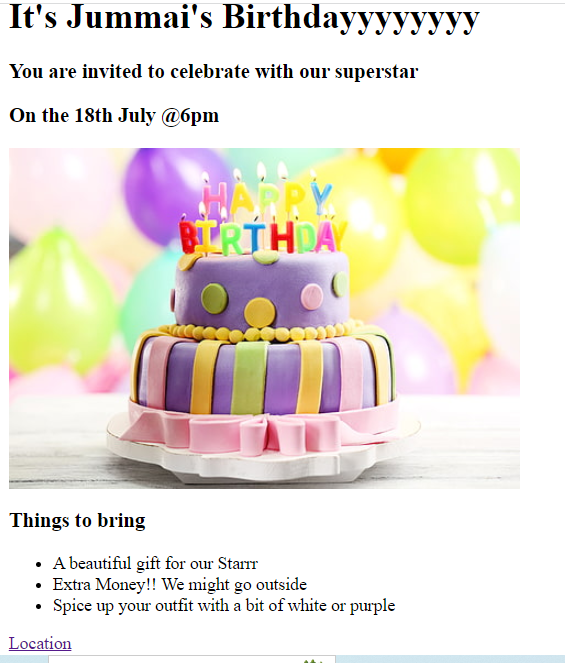 It's Jummai's Birthdayyyyyyyy
You are invited to celebrate with our superstar
On the 18th July @6pm
HAPPY
BIRTHDAY
Things to bring
A beautiful gift for our Starrr
Extra Money!! We might go outside
Spice up your outfit with a bit of white or purple
Location